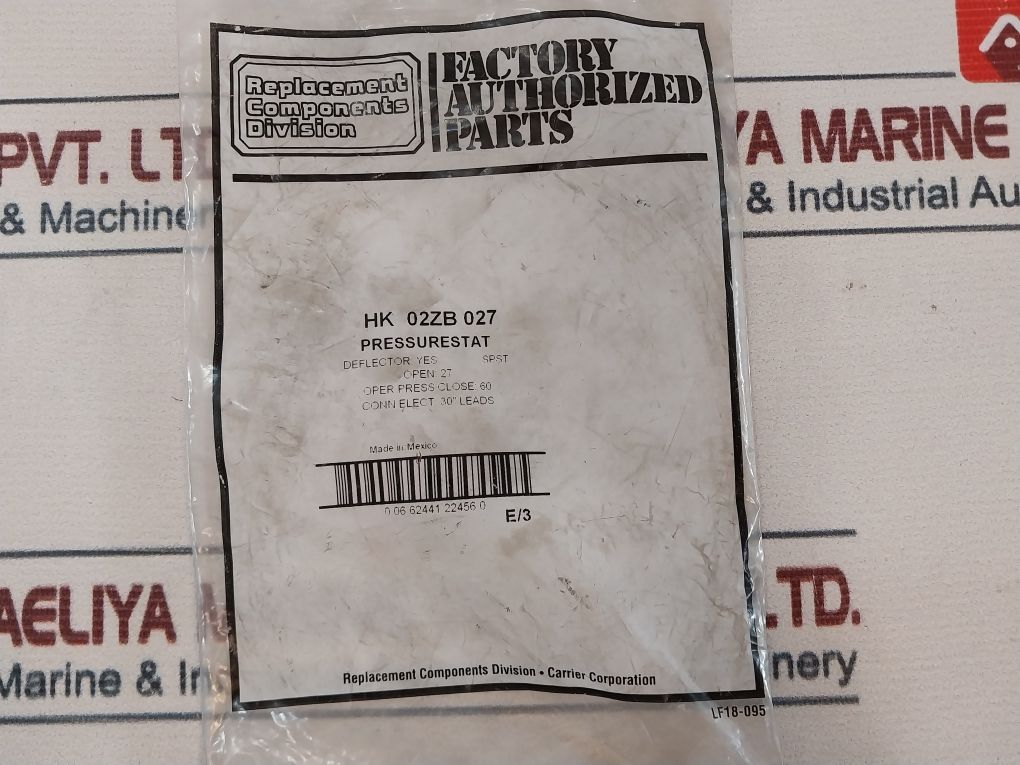 Replacement
Components
Division
FACTORY
AUTHORIZED
PARTS
PVT. LT
& Machine
YA MARINE
& Industrial Au
HK 02ZB 027
PRESSURESTAT
DEFLECTOR YES SPST
OPEN: 27
OPER PRESS CLOSE: 60
CONN ELECT 30" LEADS
Made in Mexico
0 06 62441 22456 0
E/3
AELIYA
LTD.
Marine & In
nery
Replacement Components Division • Carrier Corporation
LF18-095